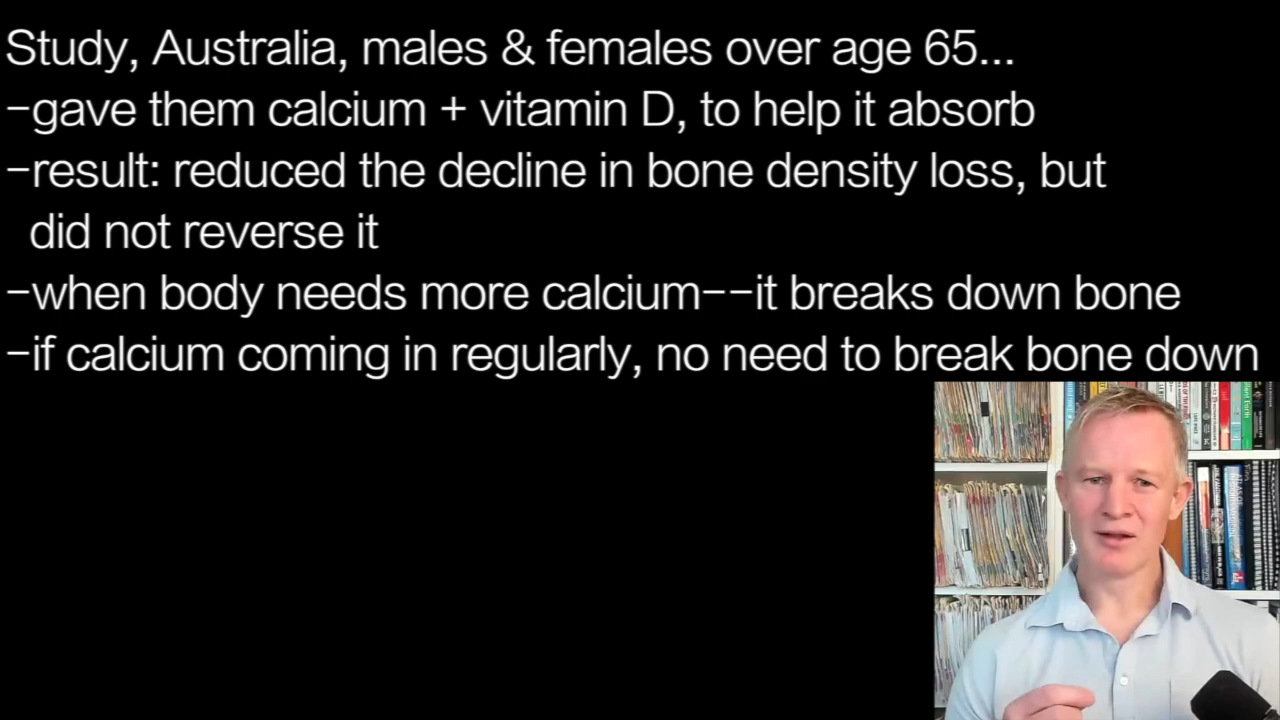 Study, Australia, males & females over age 65...
-gave them calcium + vitamin D, to help it absorb
-result: reduced the decline in bone density loss, but
did not reverse it
-when body needs more calcium--it breaks down bone
-if calcium coming in regularly, no need to break bone down